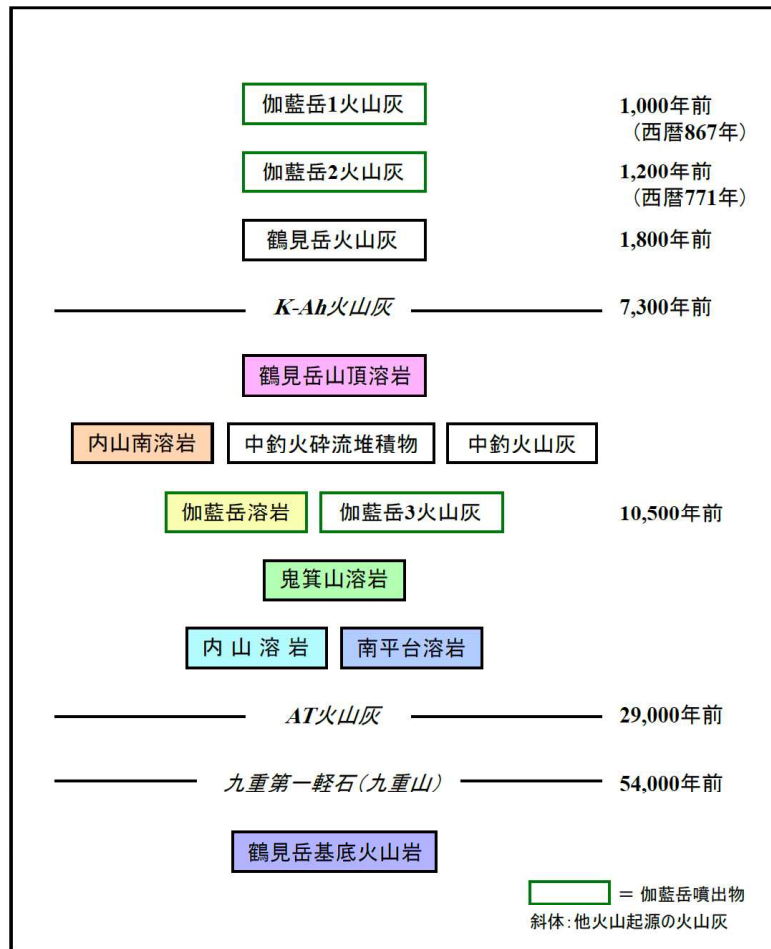 伽藍岳1火山灰 1,000年前
（西暦867年）
伽藍岳2火山灰 1,200年前
（西暦771年）
鶴見岳火山灰 1,800年前
K-Ah火山灰 7,300年前
鶴見岳山頂溶岩
内山南溶岩 中釣火砕流堆積物 中釣火山灰
伽藍岳溶岩 伽藍岳3火山灰 10,500年前
鬼箕山溶岩
内山溶岩 南平台溶岩
AT火山灰 29,000年前
九重第一軽石（九重山） 54,000年前
鶴見岳基底火山岩
= 伽藍岳噴出物
斜体：他火山起源の火山灰